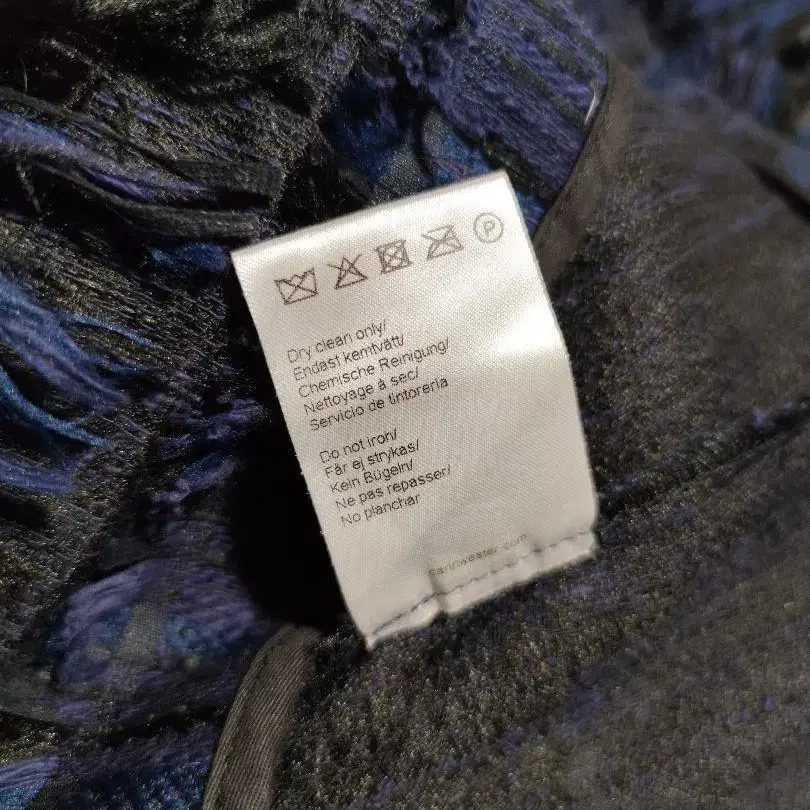 P
Dry clean only/
Endast kemtvätt/
Chemische Reinigung/
Nettoyage à sec/
Servicio de tintorería
Do not iron/
Får ej strykas/
Kein Bügeln/
Ne pas repasser/
No planchar